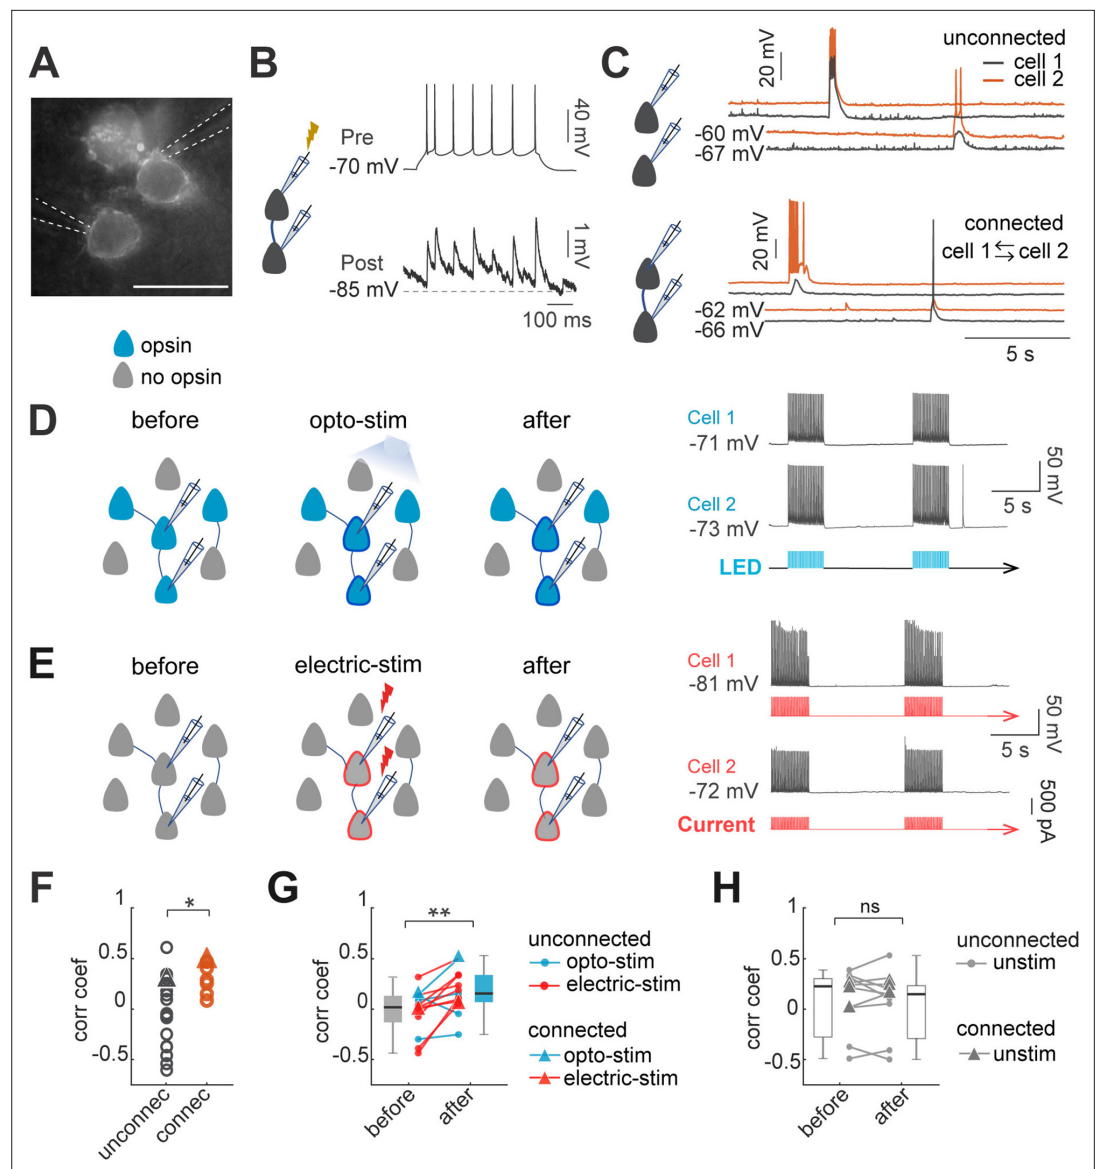 A
B
Pre
-70 mV
40 mV
Post
-85 mV
1 mV
100 ms
C
20 mV
unconnected
cell 1
cell 2
-60 mV
-67 mV
20 mV
connected
cell 1 ⇆ cell 2
-62 mV
-66 mV
5 s
opsin
no opsin
D
before
opto-stim
after
Cell 1
-71 mV
Cell 2
-73 mV
50 mV
5 s
LED
E
before
electric-stim
after
Cell 1
-81 mV
50 mV
5 s
Cell 2
-72 mV
500 pA
Current
F
corr coef
1
0.5
0
-0.5
*
unconnec
connec
G
corr coef
1
0.5
0
-0.5
**
before
after
unconnected
opto-stim
electric-stim
connected
opto-stim
electric-stim
H
corr coef
1
0.5
0
-0.5
ns
before
after
unconnected
unstim
connected
unstim